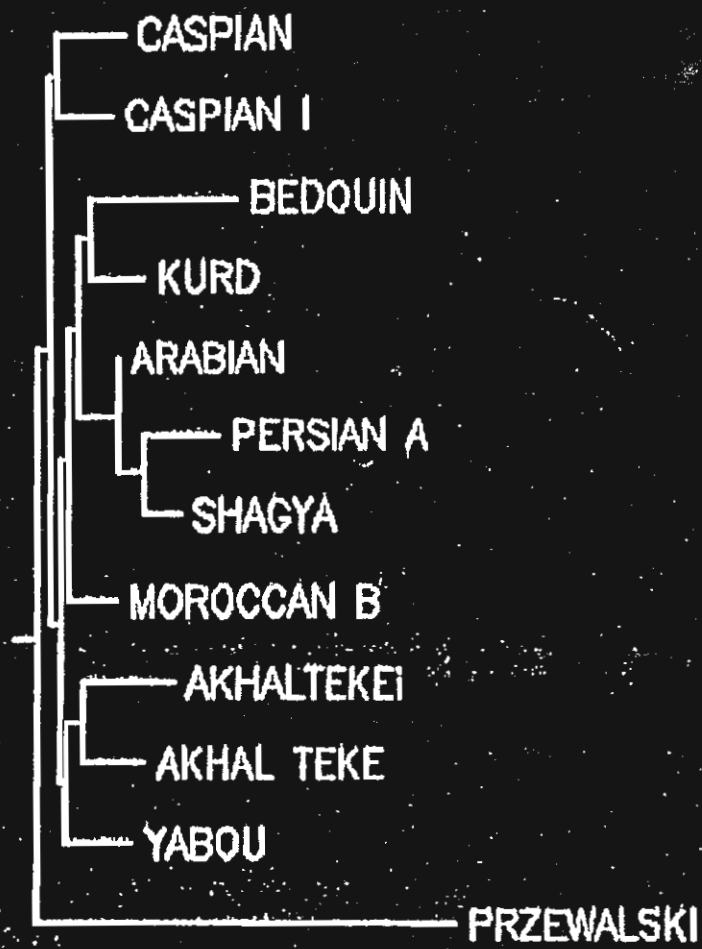 CASPIAN
CASPIAN I
BEDOUIN
KURD
ARABIAN
PERSIAN A
SHAGYA
MOROCCAN B
AKHALTEKEi
AKHAL TEKE
YABOU
PRZEWALSKI